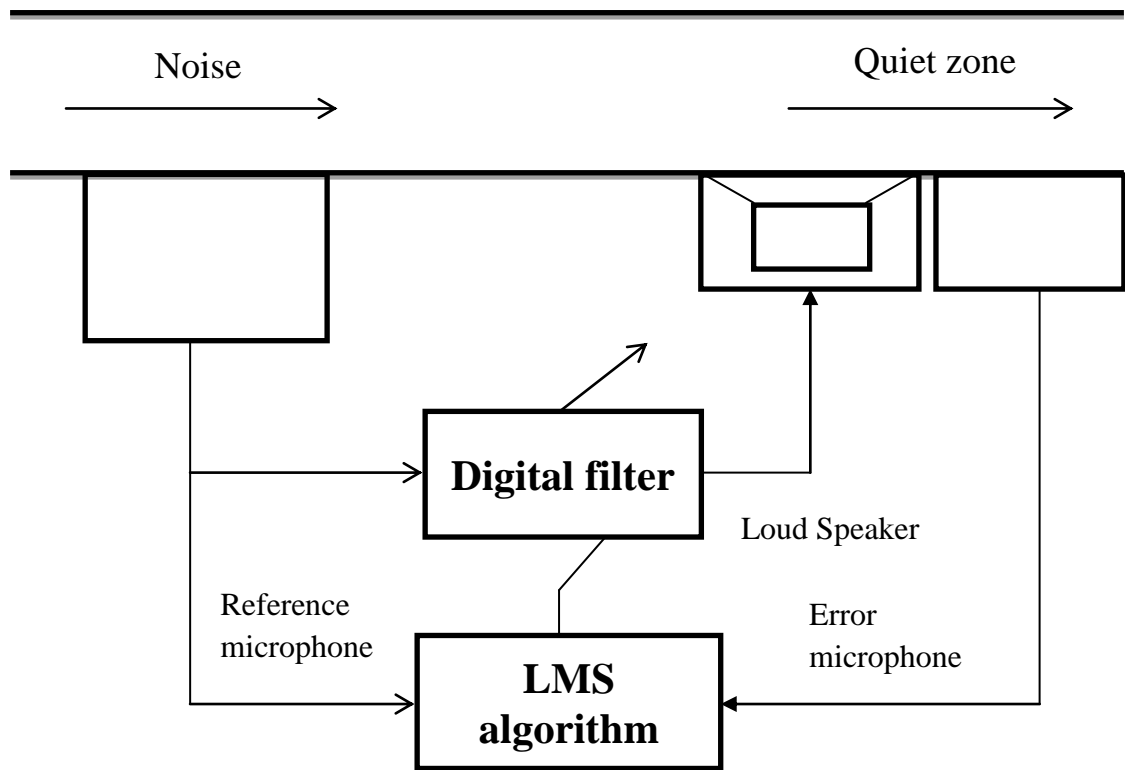 Noise
Quiet zone
Digital filter
Loud Speaker
Reference
microphone
Error
microphone
LMS
algorithm